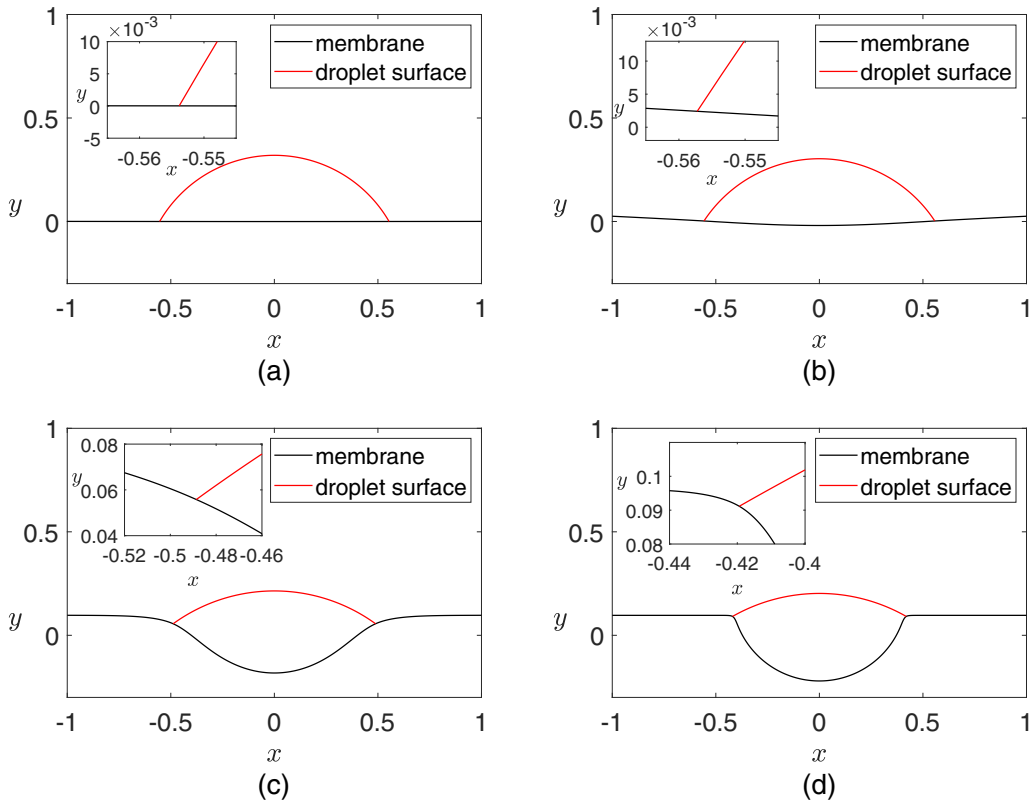 1
0.5
0
y
-1 -0.5 0 0.5 1
x
(a)
membrane
droplet surface
×10⁻³
10
5
0
-5
y
-0.56 -0.55
x
1
0.5
0
y
-1 -0.5 0 0.5 1
x
(b)
membrane
droplet surface
×10⁻³
10
5
0
y
-0.56 -0.55
x
1
0.5
0
y
-1 -0.5 0 0.5 1
x
(c)
membrane
droplet surface
0.08
0.06
0.04
y
-0.52 -0.5 -0.48 -0.46
x
1
0.5
0
y
-1 -0.5 0 0.5 1
x
(d)
membrane
droplet surface
0.1
0.09
0.08
y
-0.44 -0.42 -0.4
x